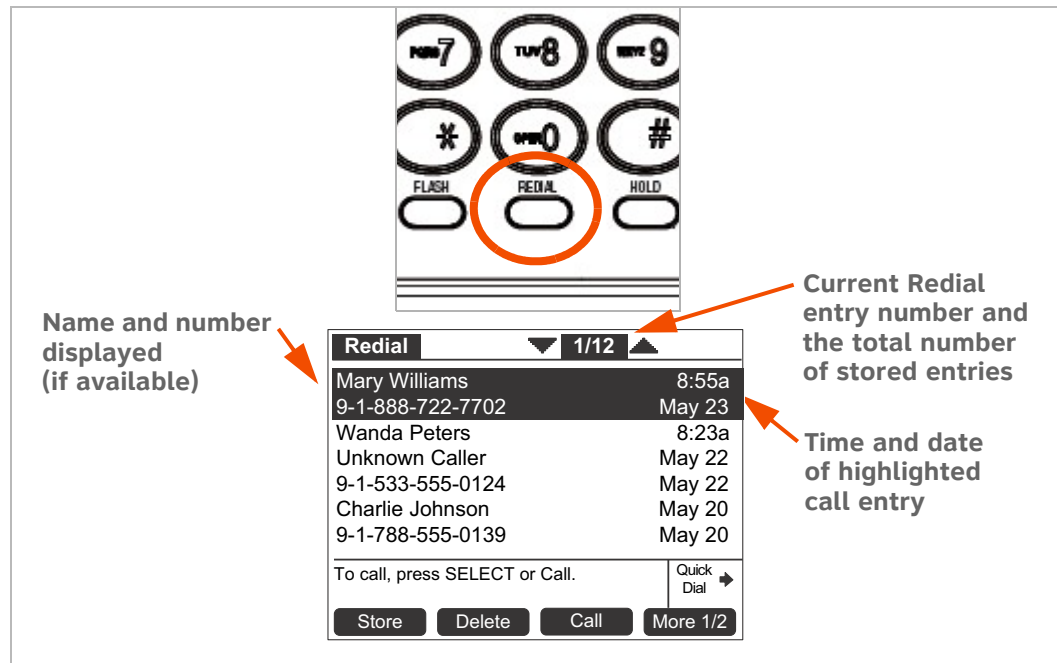 7
TUV8
9
*
OPER0
#
FLASH
REDIAL
HOLD
Name and number
displayed
(if available)
Current Redial
entry number and
the total number
of stored entries
Redial
1/12
Mary Williams 8:55a
9-1-888-722-7702 May 23
Wanda Peters 8:23a
Unknown Caller May 22
9-1-533-555-0124 May 22
Charlie Johnson May 20
9-1-788-555-0139 May 20
Time and date
of highlighted
call entry
To call, press SELECT or Call.
Quick
Dial
Store Delete Call More 1/2